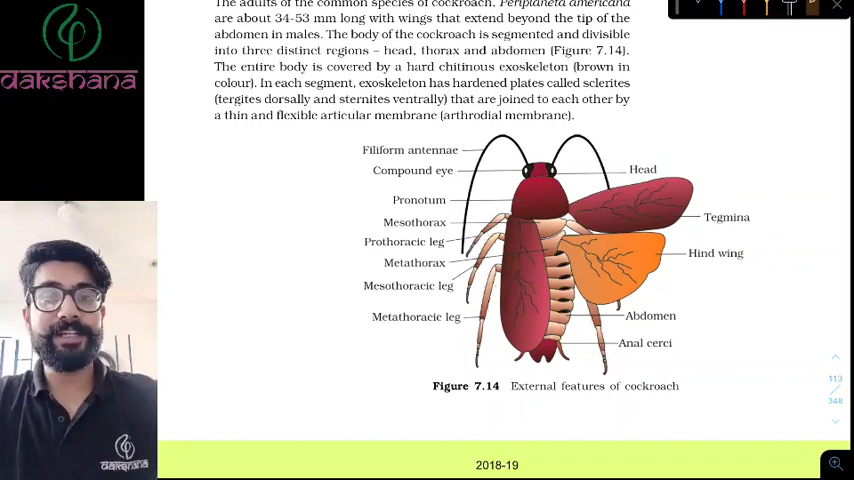 The adults of the common species of cockroach, Periplaneta americana
are about 34-53 mm long with wings that extend beyond the tip of the
abdomen in males. The body of the cockroach is segmented and divisible
into three distinct regions – head, thorax and abdomen (Figure 7.14).
The entire body is covered by a hard chitinous exoskeleton (brown in
colour). In each segment, exoskeleton has hardened plates called sclerites
(tergites dorsally and sternites ventrally) that are joined to each other by
a thin and flexible articular membrane (arthrodial membrane).
dakshana
Filiform antennae
Compound eye
Head
Pronotum
Tegmina
Mesothorax
Prothoracic leg
Hind wing
Metathorax
Mesothoracic leg
Metathoracic leg
Abdomen
Anal cerci
Figure 7.14 External features of cockroach
113
348
dakshana
2018-19